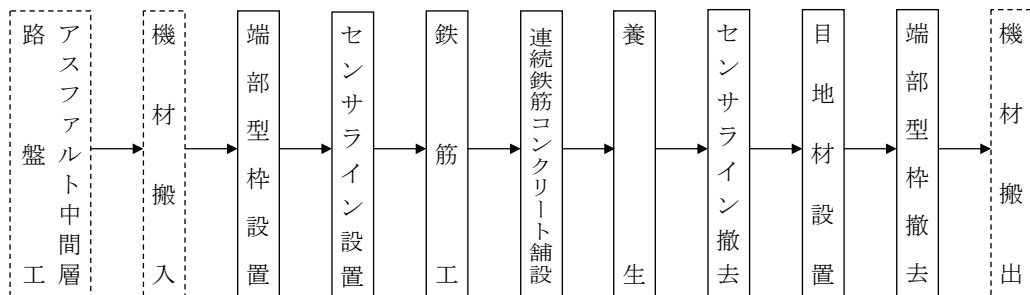 路盤工
アスファルト中間層
機材搬入
端部型枠設置
センサライン設置
鉄筋工
連続鉄筋コンクリート舗設
養生
センサライン撤去
目地材設置
端部型枠撤去
機材搬出